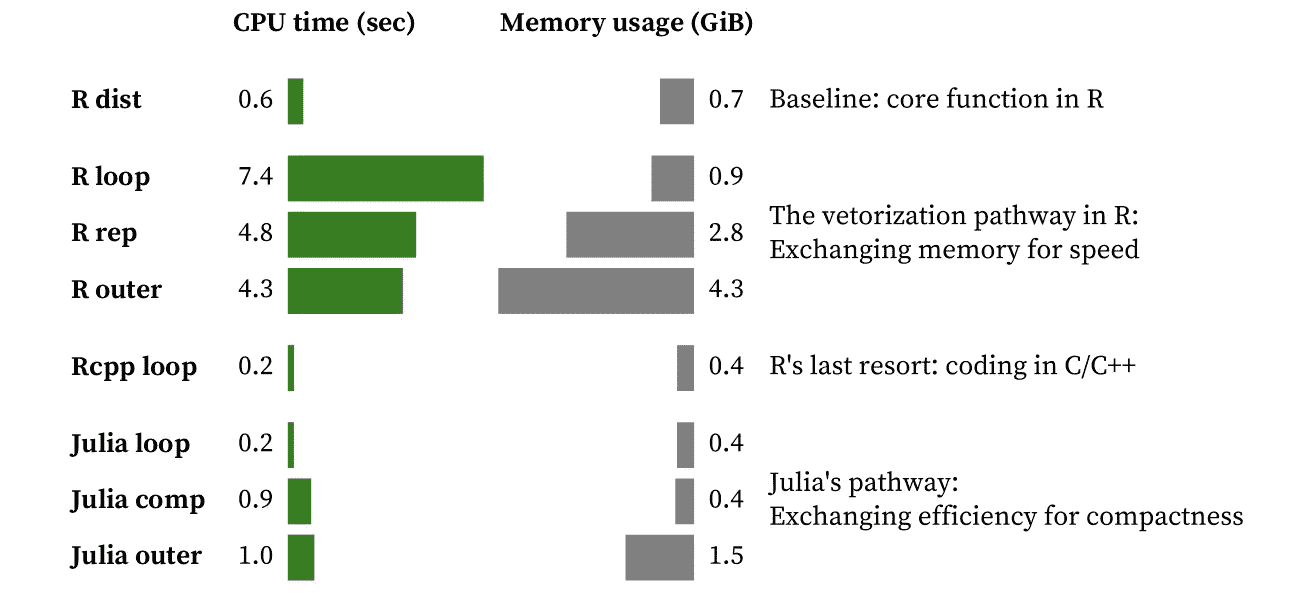 CPU time (sec) Memory usage (GiB)
R dist 0.6 0.7 Baseline: core function in R
R loop 7.4 0.9
The vetorization pathway in R:
R rep 4.8 2.8
Exchanging memory for speed
R outer 4.3 4.3
Rcpp loop 0.2 0.4 R's last resort: coding in C/C++
Julia loop 0.2 0.4
Julia's pathway:
Julia comp 0.9 0.4
Exchanging efficiency for compactness
Julia outer 1.0 1.5